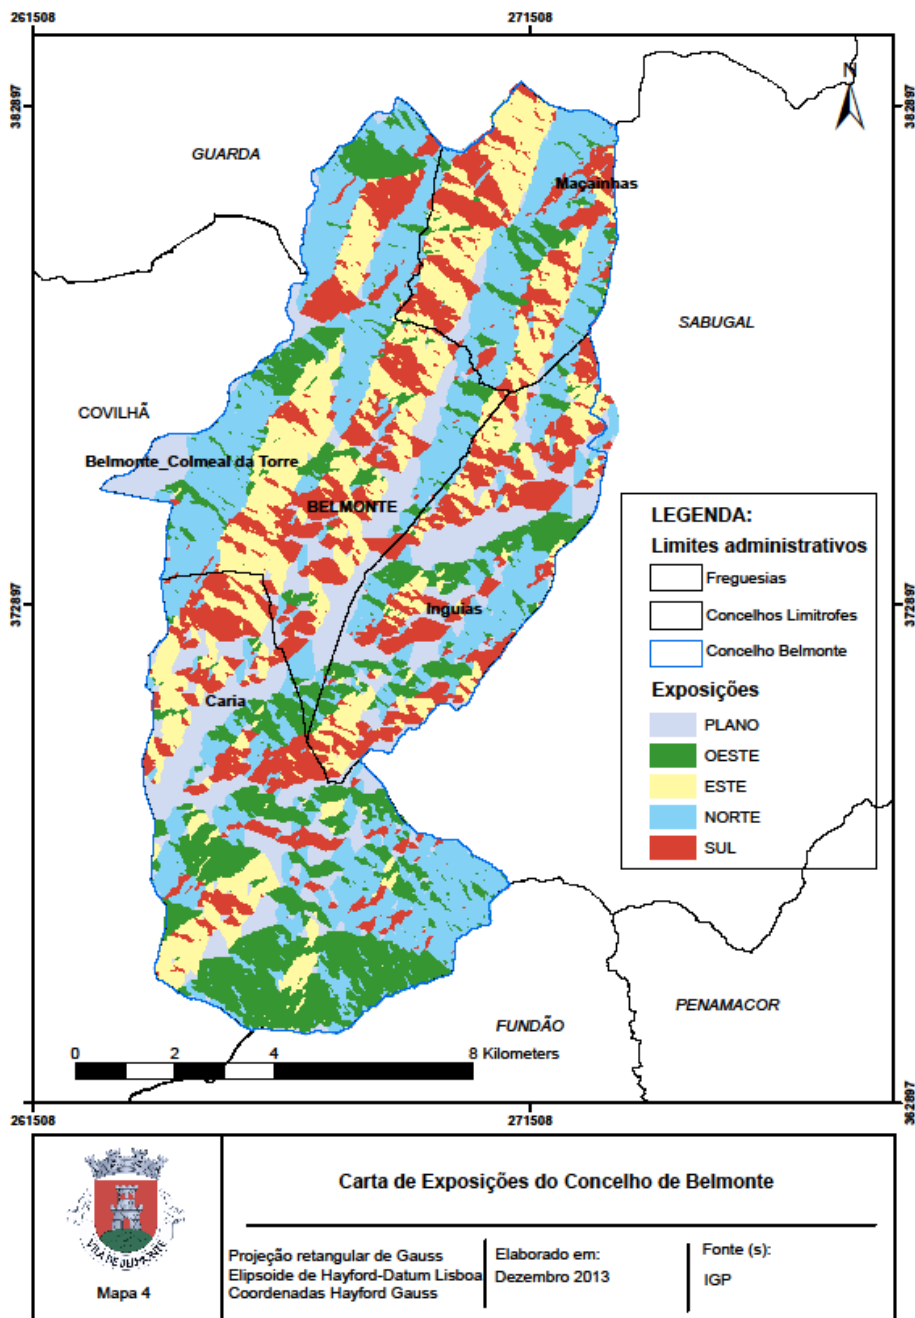 261508
271508
382897
382897
N
GUARDA
Maçainhas
SABUGAL
COVILHÃ
Belmonte_Colmeal da Torre
BELMONTE
372897
372897
Inguias
Caria
LEGENDA:
Limites administrativos
Freguesias
Concelhos Limitrofes
Concelho Belmonte
Exposições
PLANO
OESTE
ESTE
NORTE
SUL
PENAMACOR
FUNDÃO
0 2 4 8 Kilometers
362897
261508
271508
VILA DE BELMONTE
Mapa 4
Carta de Exposições do Concelho de Belmonte
Projeção retangular de Gauss
Elipsoide de Hayford-Datum Lisboa
Coordenadas Hayford Gauss
Elaborado em:
Dezembro 2013
Fonte (s):
IGP